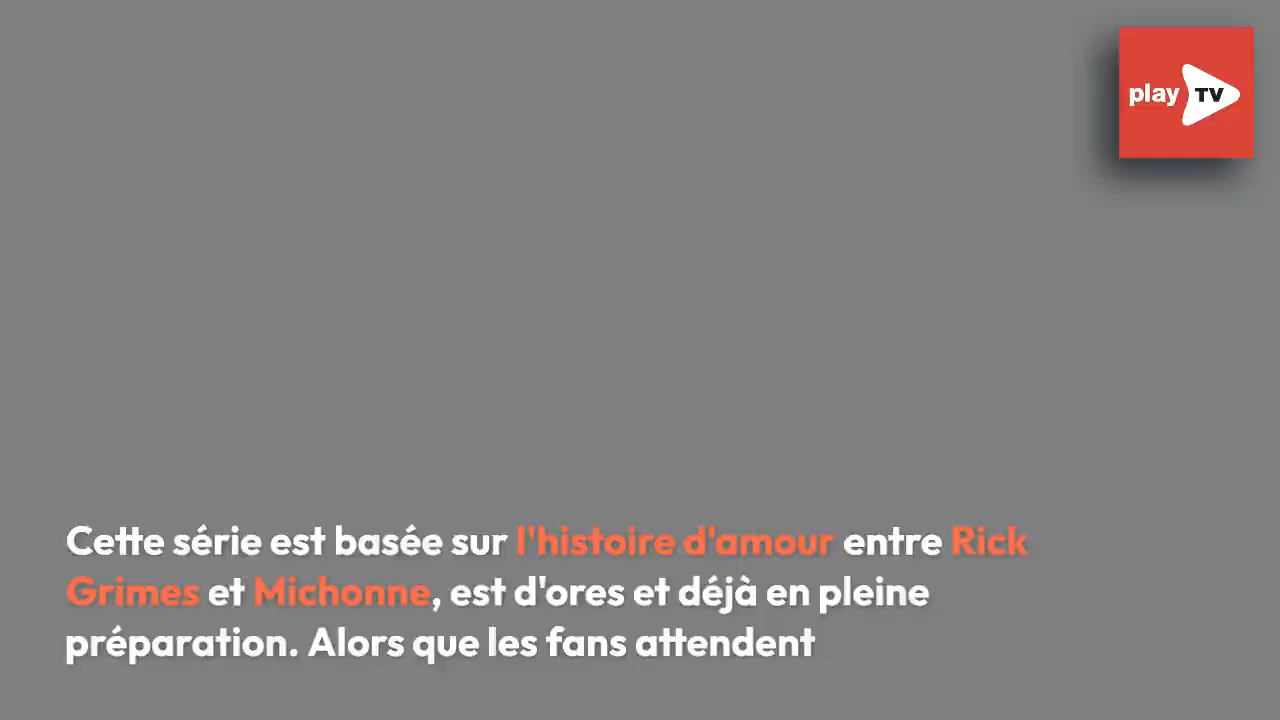 play TV
Cette série est basée sur l'histoire d'amour entre Rick
Grimes et Michonne, est d'ores et déjà en pleine
préparation. Alors que les fans attendent